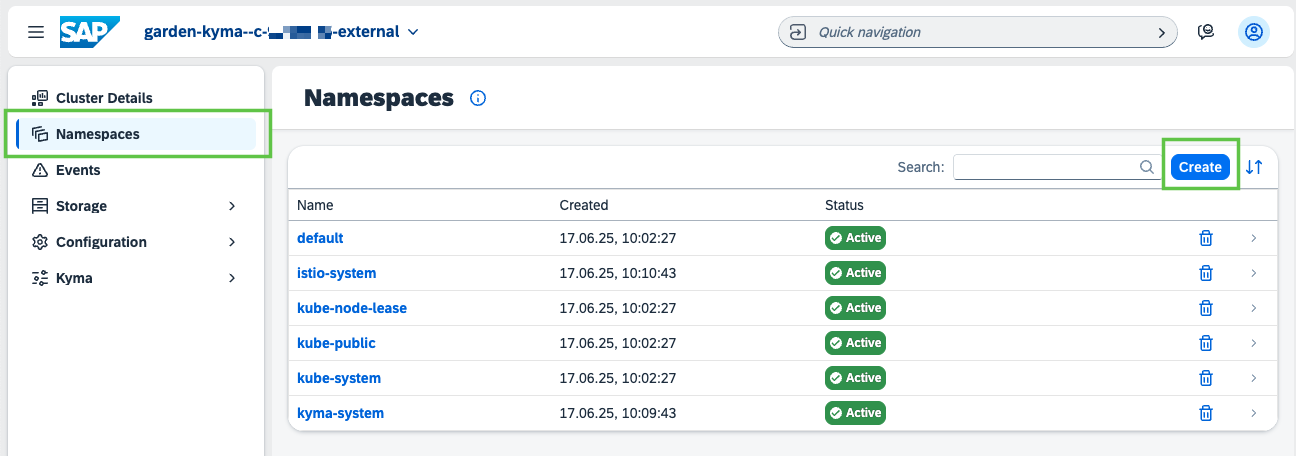 SAP garden-kyma--c- -external Quick navigation
Cluster Details
Namespaces
Events
Storage
Configuration
Kyma
Namespaces
Search: Create
Name Created Status
default 17.06.25, 10:02:27 Active
istio-system 17.06.25, 10:10:43 Active
kube-node-lease 17.06.25, 10:02:27 Active
kube-public 17.06.25, 10:02:27 Active
kube-system 17.06.25, 10:02:27 Active
kyma-system 17.06.25, 10:09:43 Active